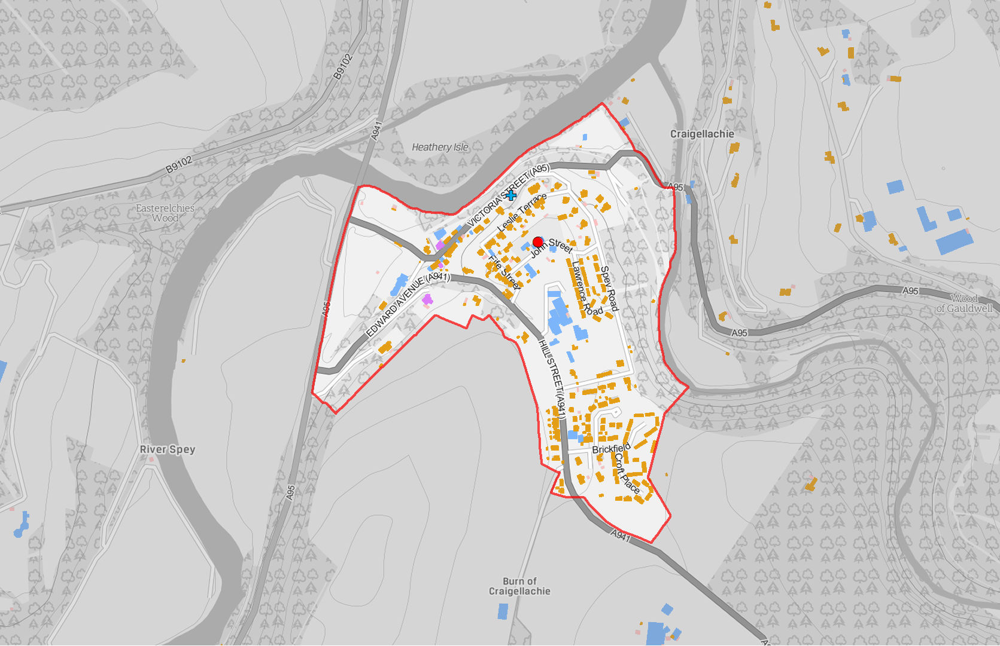 B9102
A941
Heathery Isle
Craigellachie
B9102
VICTORIA STREET (A95)
A95
Easterelchies
Wood
Leslie Terrace
John Street
Fife Street
EDWARD AVENUE (A941)
Lawrence Road
Spey Road
A95
A95
Wood
of Gauldwell
A95
HILL STREET (A941)
River Spey
Brickfield
Croft Place
A95
A941
Burn of
Craigellachie